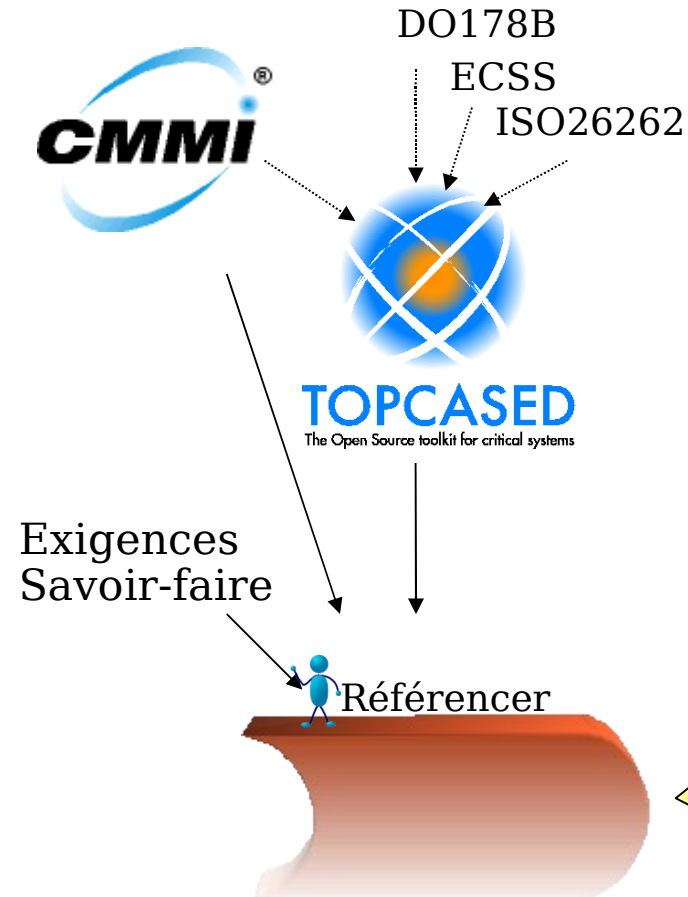 DO178B
ECSS
ISO26262
CMMI®
TOPCASED
The Open Source toolkit for critical systems
Exigences
Savoir-faire
Référencer